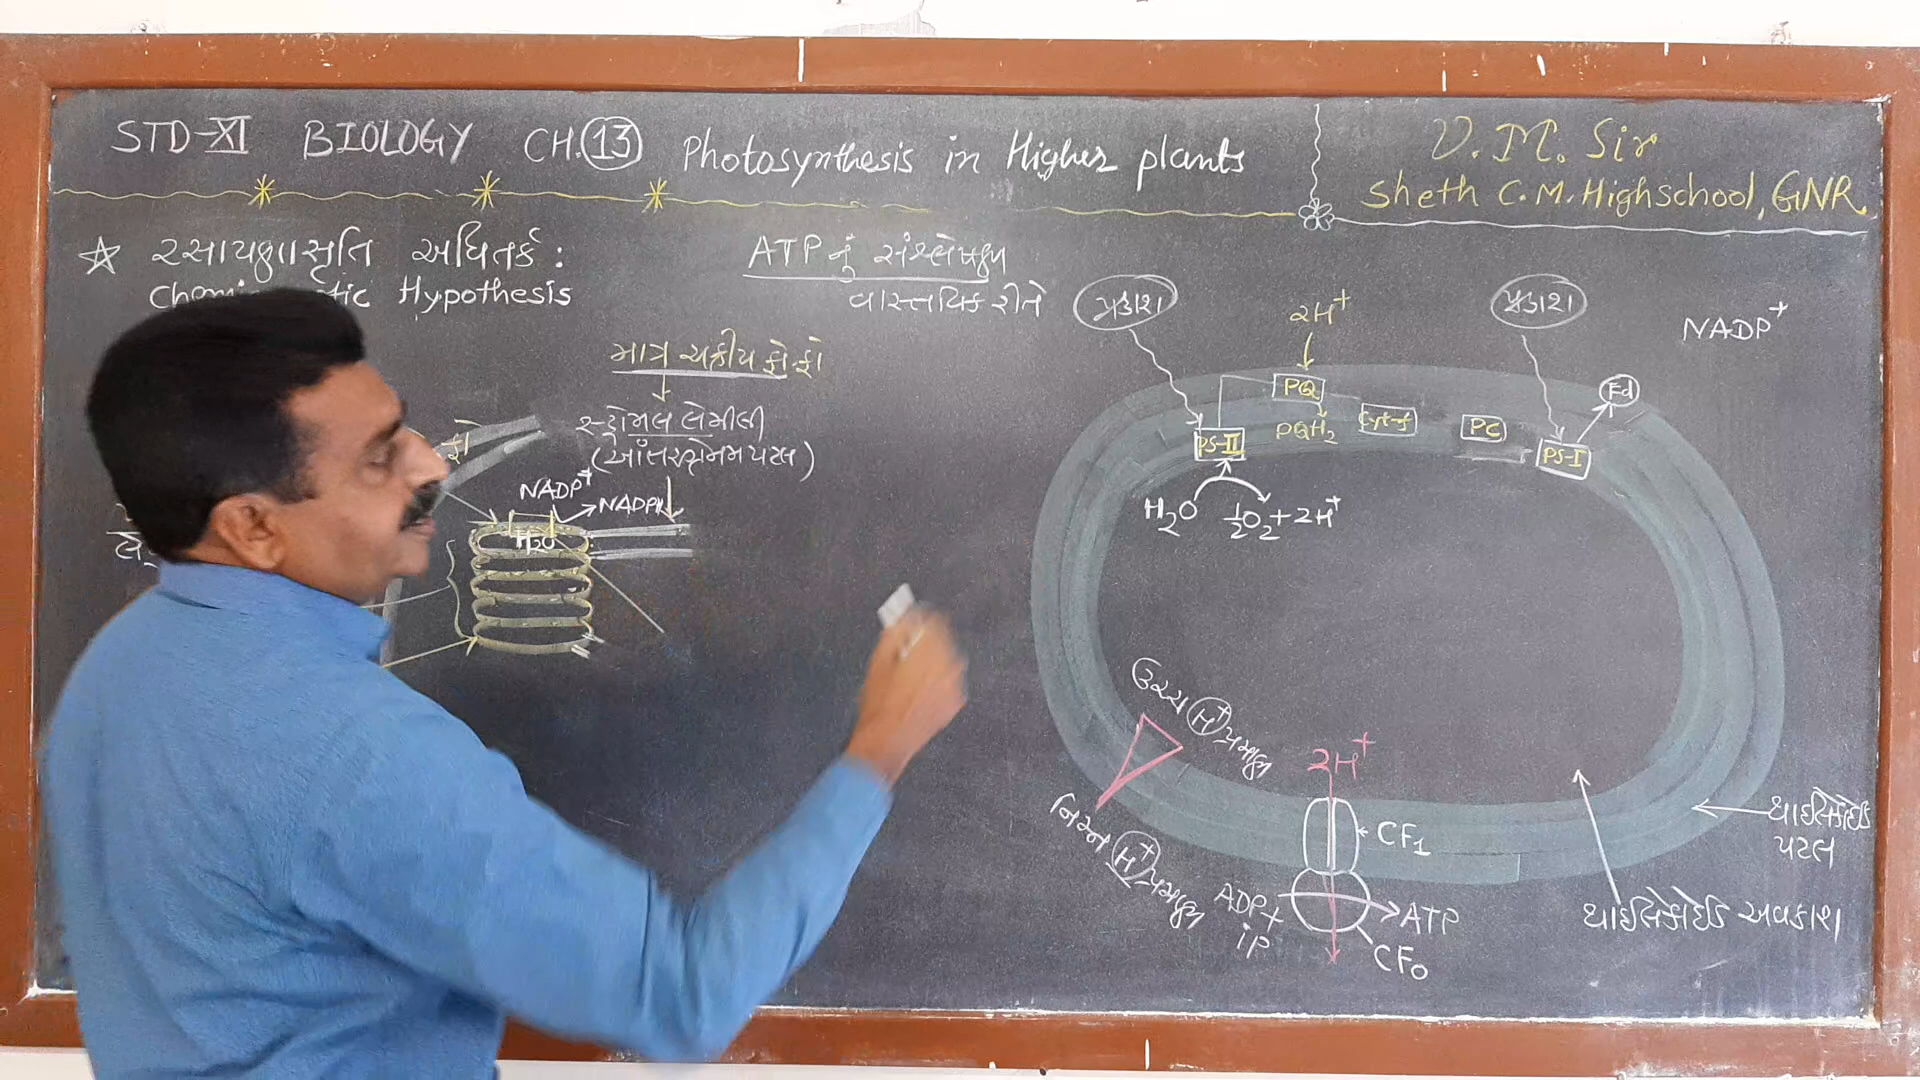 STD-XI BIOLOGY CH.13 Photosynthesis in Higher plants
V. M. Sir
Sheth C.M. Highschool, GNR
રસાયણાસૃતિ અધિતર્ક :
Hypothesis
ATP નું સંશ્લેષણ
વાસ્તવિક રીતે
માત્ર ચક્રીય ફો.ફો
સ્ટ્રોમલ લેમીલી
NADP+
NADPH
H2O
પ્રકાશ
2H+
પ્રકાશ
NADP+
PQ
Fd
PQH2
Cyt-f
PC
PS-II
PS-I
H2O
½O2+2H+
ઉચ્ચ H+ પ્રમાણ
નિમ્ન H+ પ્રમાણ
2H+
CF1
ADP+
iP
ATP
CF0
થાઇલેકોઇડ
પટલ
થાઇલેકોઇડ અવકાશ